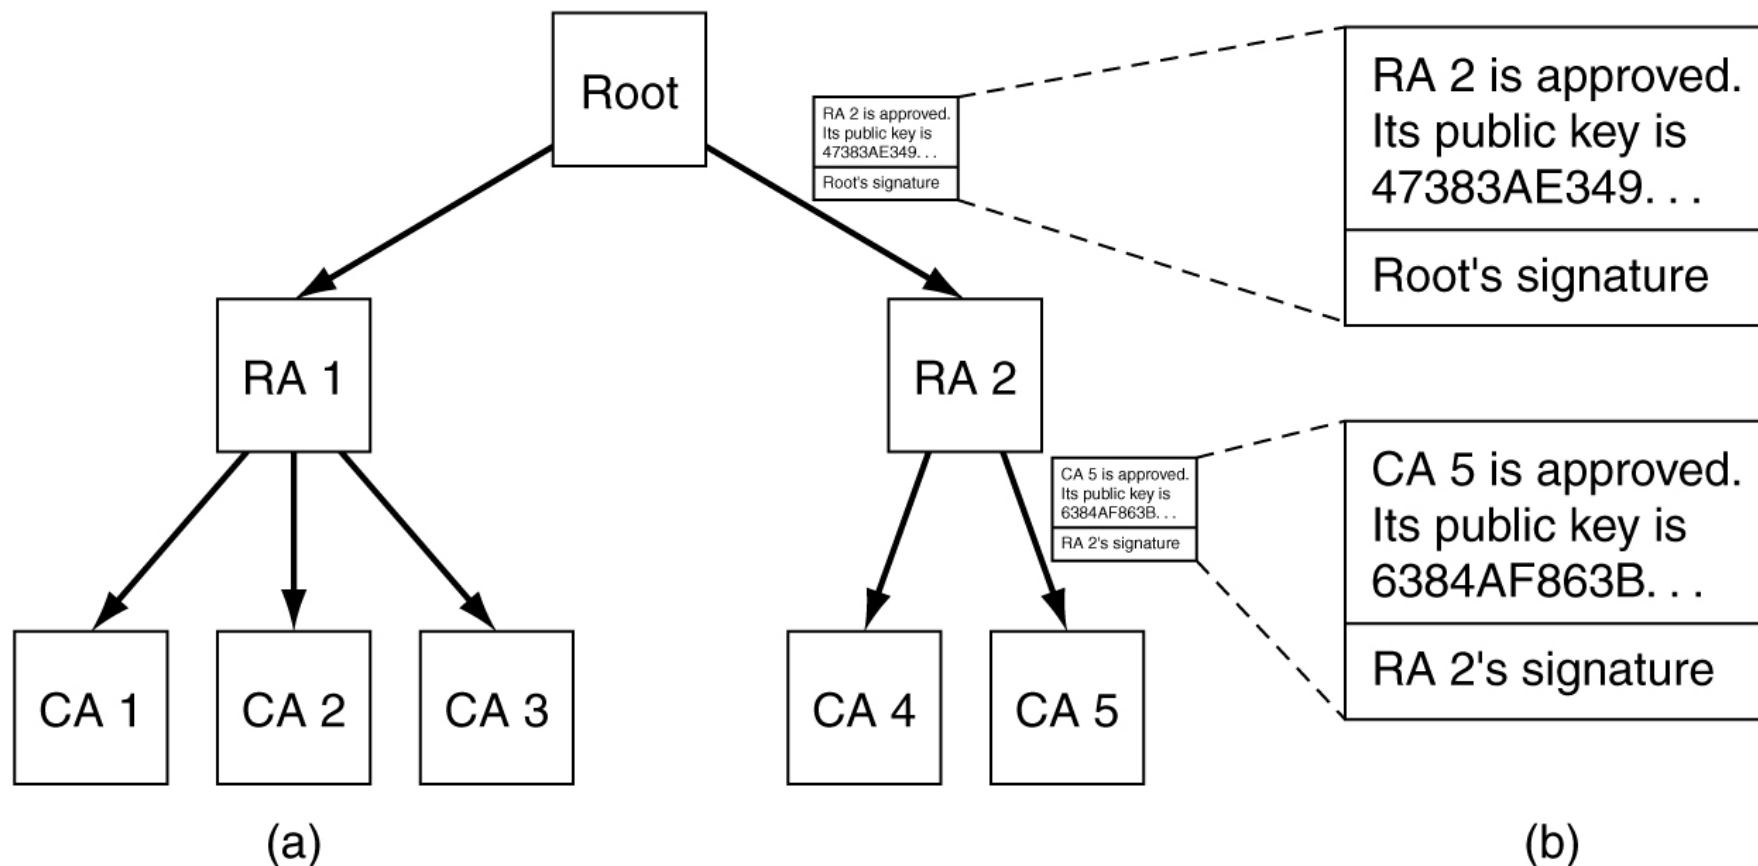 Root
RA 2 is approved.
Its public key is
47383AE349. . .
Root's signature
RA 2 is approved.
Its public key is
47383AE349. . .
Root's signature
RA 1
RA 2
CA 5 is approved.
Its public key is
6384AF863B. . .
RA 2's signature
CA 5 is approved.
Its public key is
6384AF863B. . .
RA 2's signature
CA 1
CA 2
CA 3
CA 4
CA 5
(a)
(b)